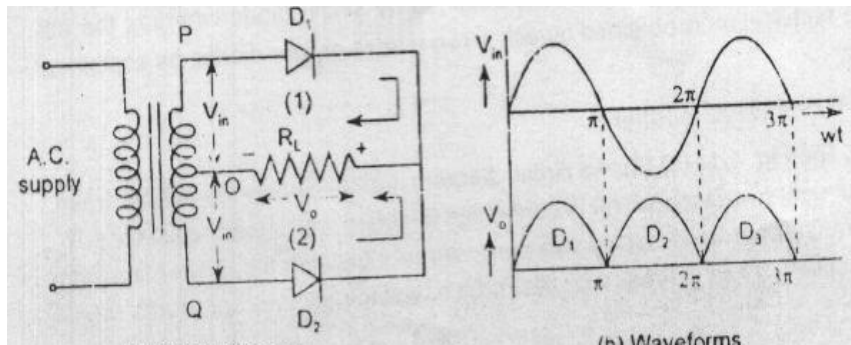 P
D₁
V_in
(1)
A.C.
supply
R_L
−
+
O
V_o
V_in
(2)
Q
D₂
V_in
π
2π
3π
wt
V_o
D₁
D₂
D₃
π
2π
3π
(b) Waveforms